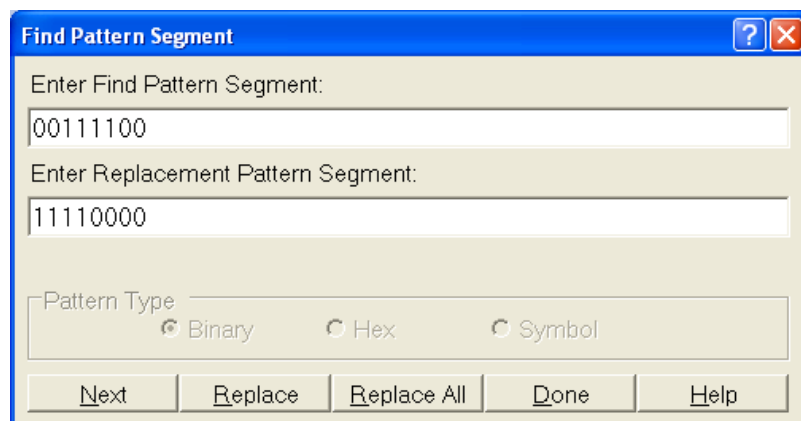 Find Pattern Segment
Enter Find Pattern Segment:
00111100
Enter Replacement Pattern Segment:
11110000
Pattern Type
Binary Hex Symbol
Next Replace Replace All Done Help